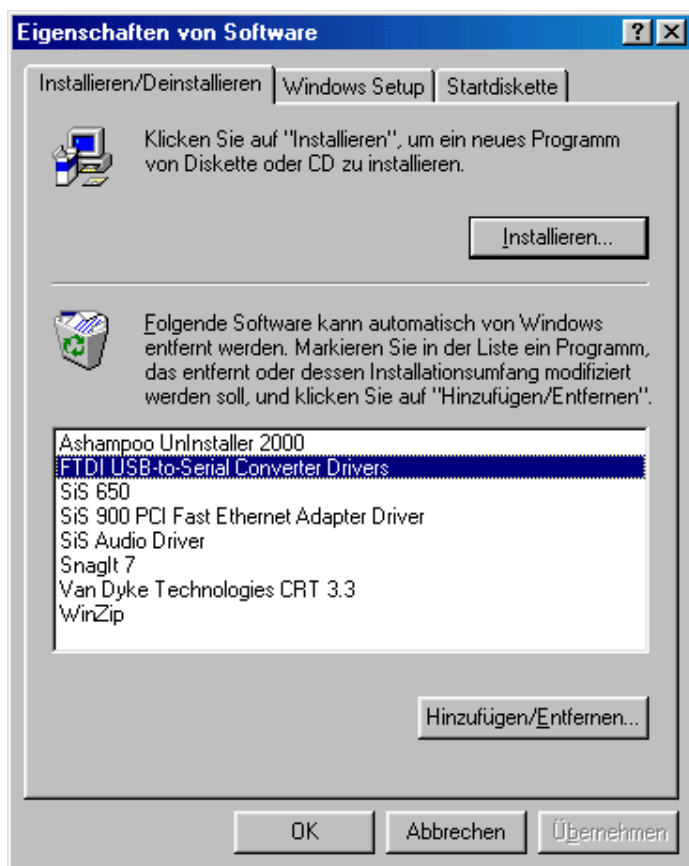 Eigenschaften von Software
Installieren/Deinstallieren
Windows Setup
Startdiskette
Klicken Sie auf "Installieren", um ein neues Programm
von Diskette oder CD zu installieren.
Installieren...
Folgende Software kann automatisch von Windows
entfernt werden. Markieren Sie in der Liste ein Programm,
das entfernt oder dessen Installationsumfang modifiziert
werden soll, und klicken Sie auf "Hinzufügen/Entfernen".
Ashampoo UnInstaller 2000
FTDI USB-to-Serial Converter Drivers
SiS 650
SiS 900 PCI Fast Ethernet Adapter Driver
SiS Audio Driver
SnagIt 7
Van Dyke Technologies CRT 3.3
WinZip
Hinzufügen/Entfernen...
OK
Abbrechen
Übernehmen